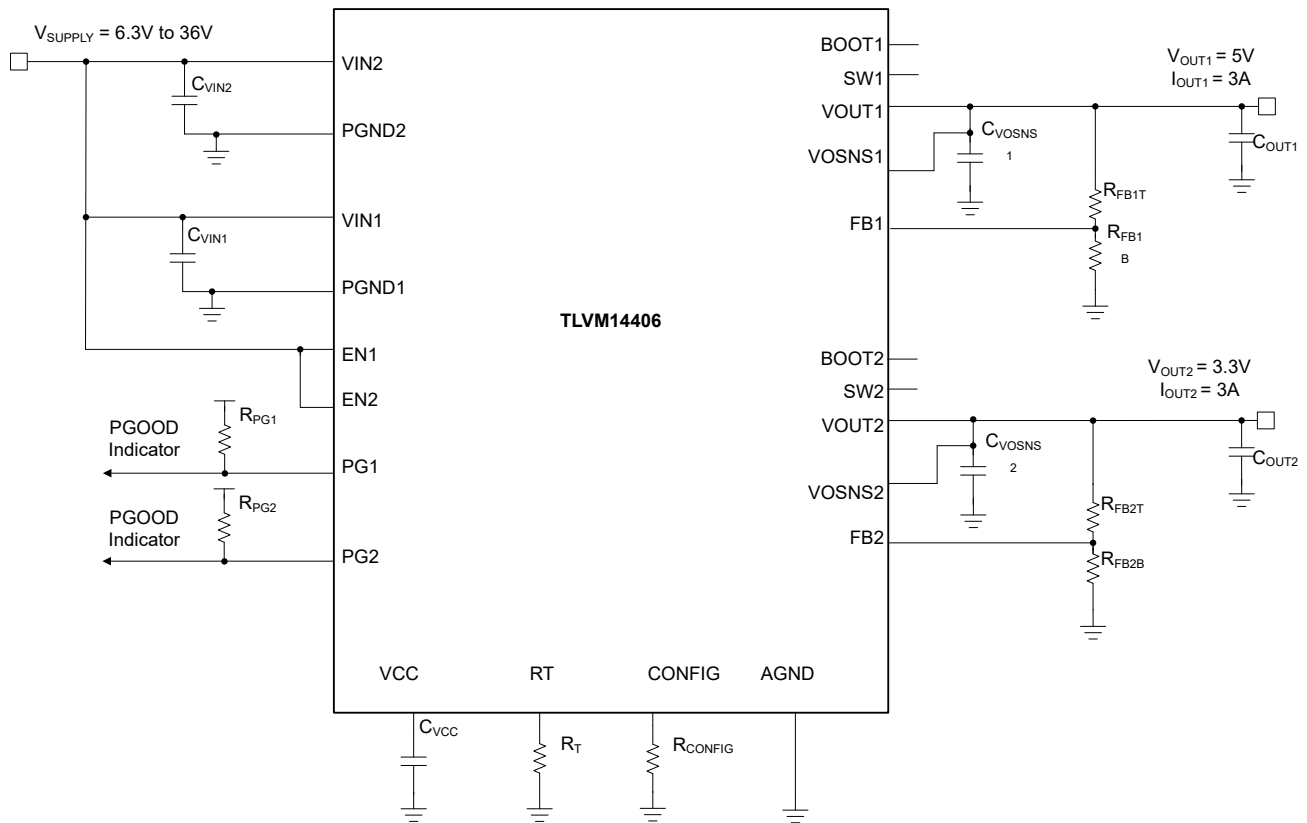 V_SUPPLY = 6.3V to 36V
VIN2
C_VIN2
PGND2
VIN1
C_VIN1
PGND1
EN1
EN2
R_PG1
PGOOD
Indicator
PG1
R_PG2
PGOOD
Indicator
PG2
TLVM14406
BOOT1
SW1
V_OUT1 = 5V
I_OUT1 = 3A
VOUT1
C_VOSNS
1
VOSNS1
C_OUT1
R_FB1T
FB1
R_FB1
B
BOOT2
SW2
V_OUT2 = 3.3V
I_OUT2 = 3A
VOUT2
C_VOSNS
2
VOSNS2
C_OUT2
R_FB2T
FB2
R_FB2B
VCC
RT
CONFIG
AGND
C_VCC
R_T
R_CONFIG